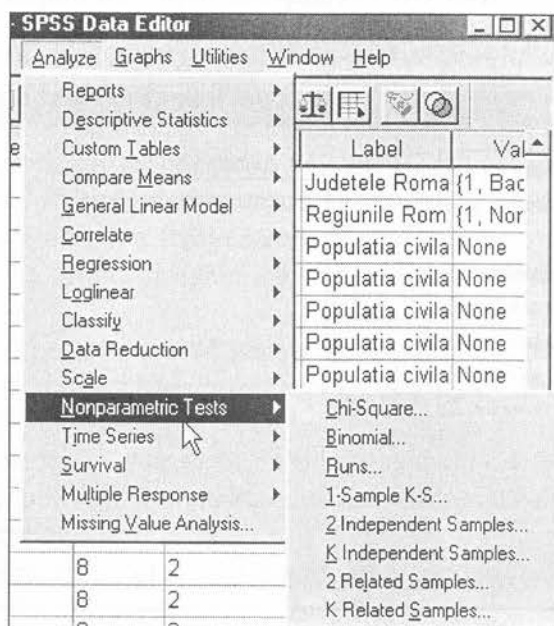 SPSS Data Editor
Analyze Graphs Utilities Window Help
Reports
Descriptive Statistics
Custom Tables
Compare Means
General Linear Model
Correlate
Regression
Loglinear
Classify
Data Reduction
Scale
Nonparametric Tests
Time Series
Survival
Multiple Response
Missing Value Analysis...
Label Val
Judetele Roma {1, Bac
Regiunile Rom {1, Nor
Populatia civila None
Populatia civila None
Populatia civila None
Populatia civila None
Populatia civila None
Chi-Square...
Binomial...
Runs...
1-Sample K-S...
2 Independent Samples...
K Independent Samples...
2 Related Samples...
K Related Samples...
8 2
8 2